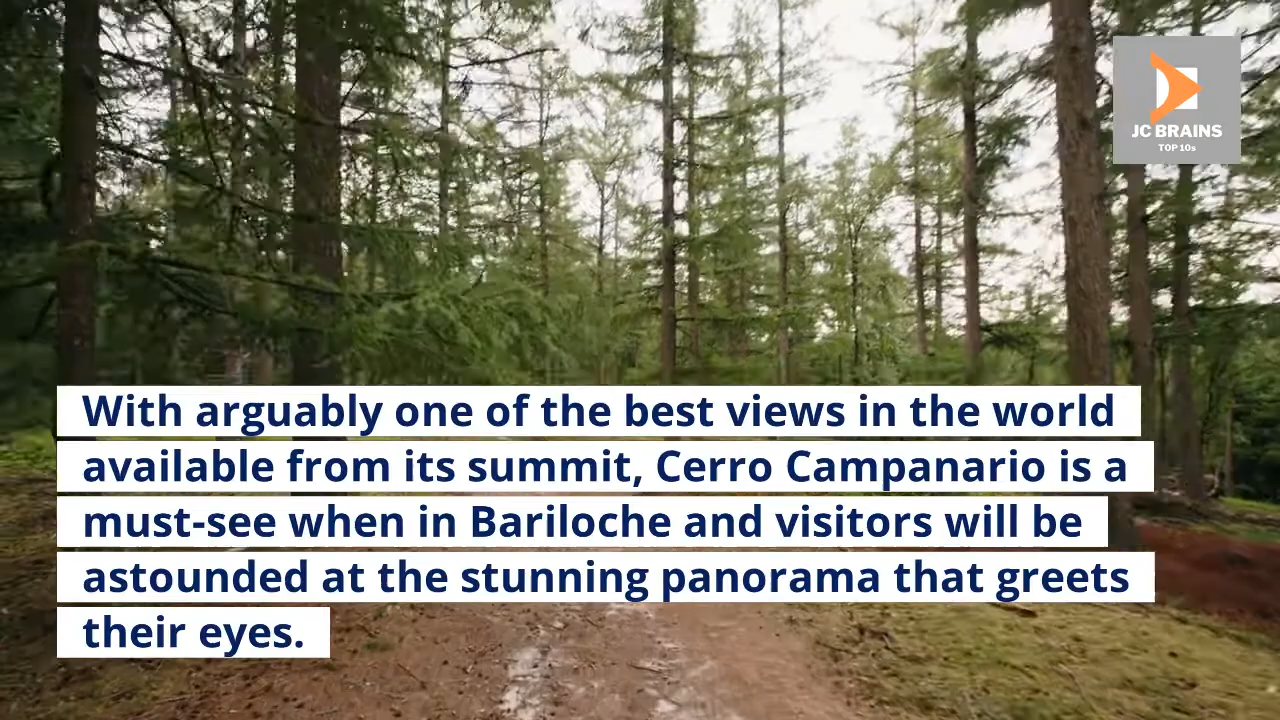 JC BRAINS
TOP 10s
With arguably one of the best views in the world
available from its summit, Cerro Campanario is a
must-see when in Bariloche and visitors will be
astounded at the stunning panorama that greets
their eyes.